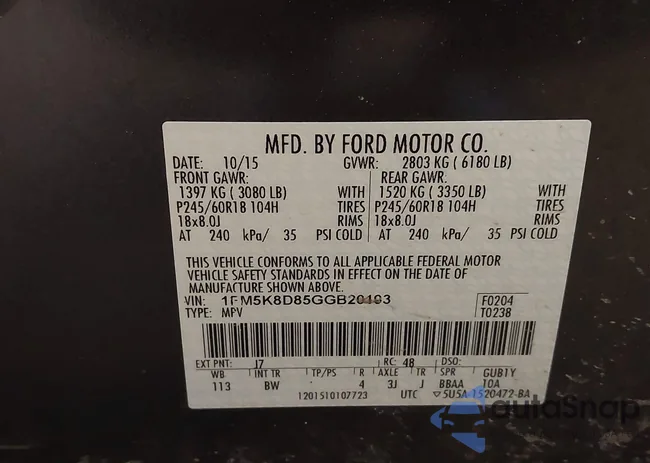 MFD. BY FORD MOTOR CO.
DATE: 10/15 GVWR: 2803 KG ( 6180 LB)
FRONT GAWR: REAR GAWR:
1397 KG ( 3080 LB) WITH 1520 KG ( 3350 LB) WITH
P245/60R18 104H TIRES P245/60R18 104H TIRES
18x8.0J RIMS 18x8.0J RIMS
AT 240 kPa/ 35 PSI COLD AT 240 kPa/ 35 PSI COLD
THIS VEHICLE CONFORMS TO ALL APPLICABLE FEDERAL MOTOR
VEHICLE SAFETY STANDARDS IN EFFECT ON THE DATE OF
MANUFACTURE SHOWN ABOVE.
VIN: F0204
TYPE: MPV T0238
EXT PNT: J7 RC: 48 DSO:
WB INT TR TP/PS R AXLE TR SPR GUB1Y
113 BW 4 3J J BBAA 10A
1201510107723 UTC ▽5U5A-1520472-BA
autoSnap